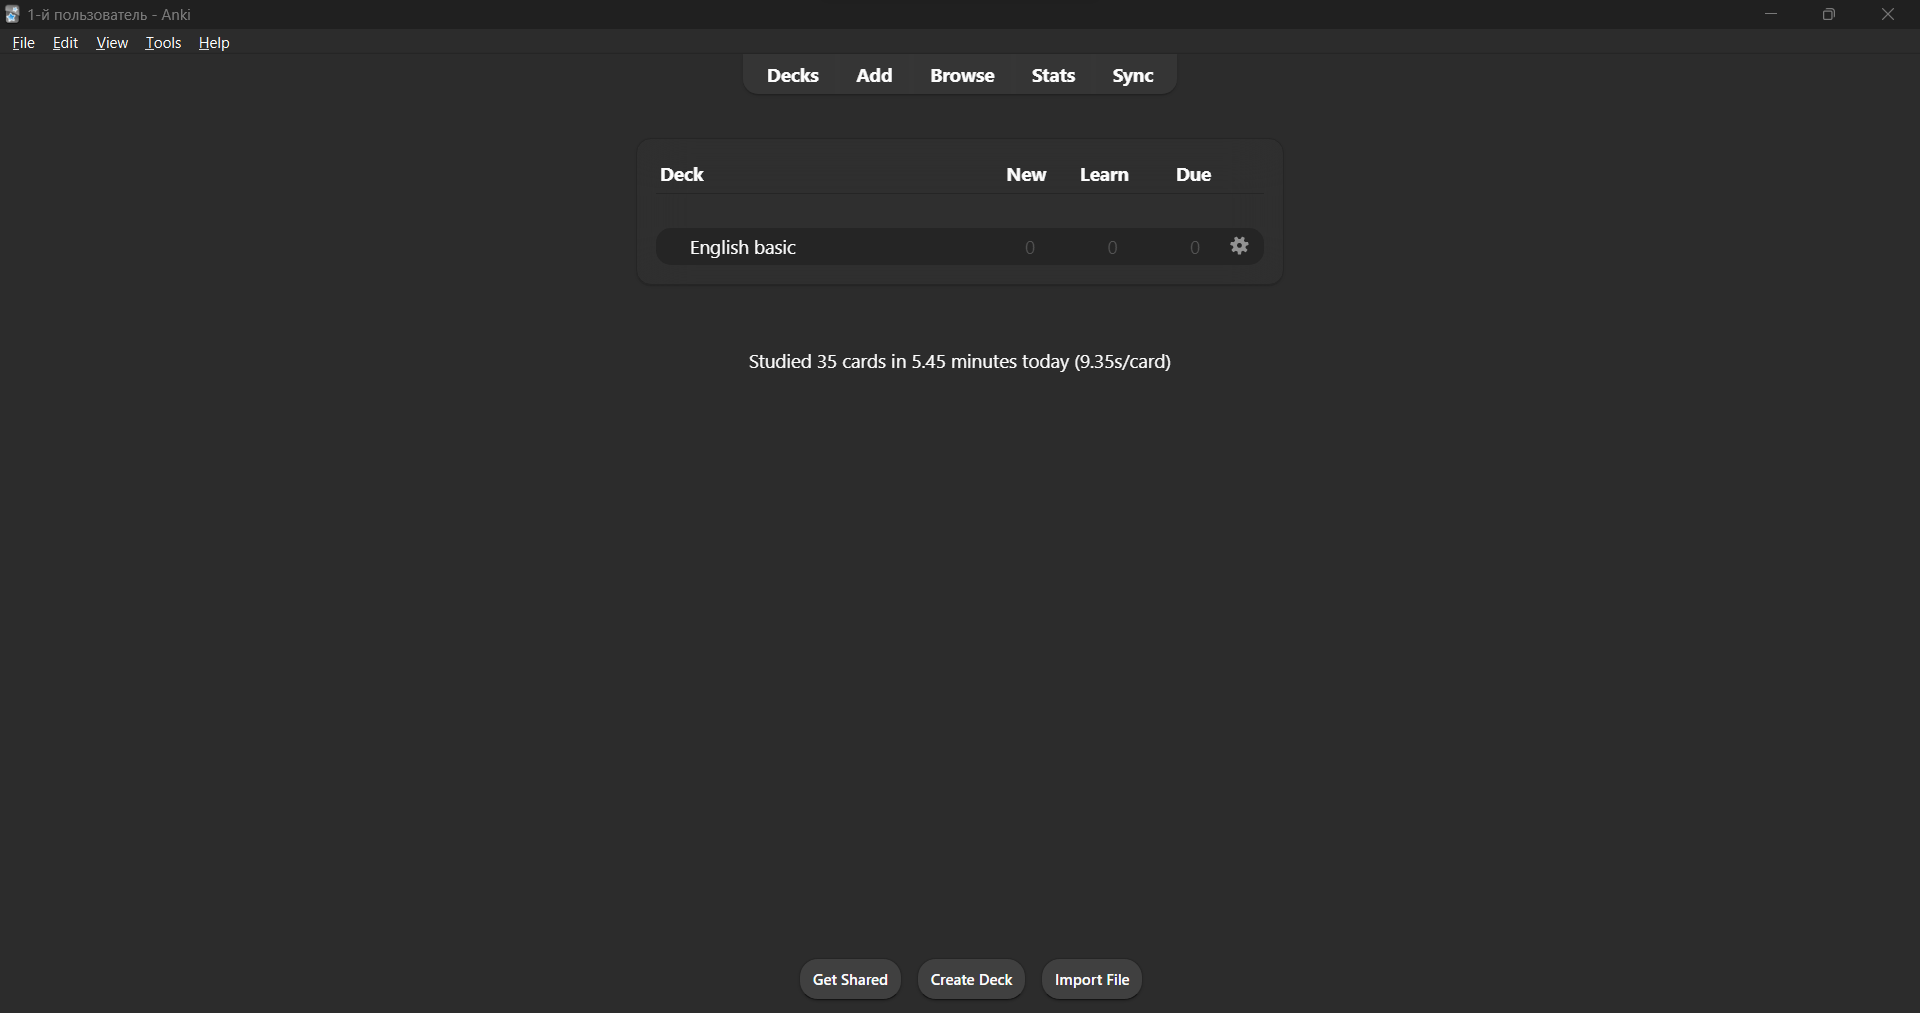 1-й пользователь - Anki
File Edit View Tools Help
Decks Add Browse Stats Sync
Deck New Learn Due
English basic 0 0 0
Studied 35 cards in 5.45 minutes today (9.35s/card)
Get Shared Create Deck Import File